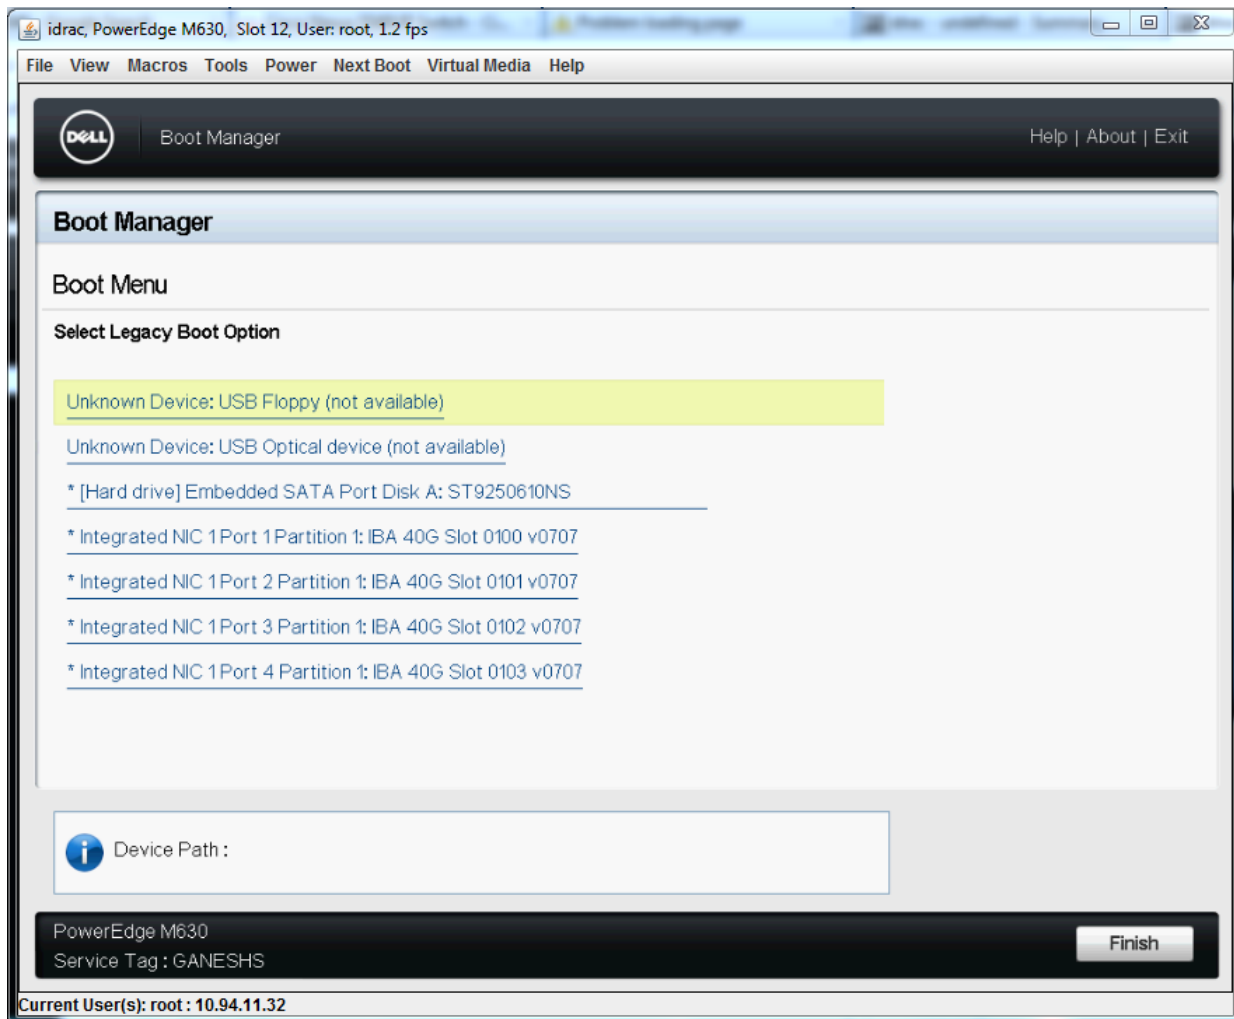 idrac, PowerEdge M630, Slot 12, User: root, 1.2 fps
File View Macros Tools Power Next Boot Virtual Media Help
DELL
Boot Manager
Help | About | Exit
Boot Manager
Boot Menu
Select Legacy Boot Option
Unknown Device: USB Floppy (not available)
Unknown Device: USB Optical device (not available)
* [Hard drive] Embedded SATA Port Disk A: ST9250610NS
* Integrated NIC 1 Port 1 Partition 1: IBA 40G Slot 0100 v0707
* Integrated NIC 1 Port 2 Partition 1: IBA 40G Slot 0101 v0707
* Integrated NIC 1 Port 3 Partition 1: IBA 40G Slot 0102 v0707
* Integrated NIC 1 Port 4 Partition 1: IBA 40G Slot 0103 v0707
Device Path :
PowerEdge M630
Service Tag : GANESHS
Finish
Current User(s): root : 10.94.11.32